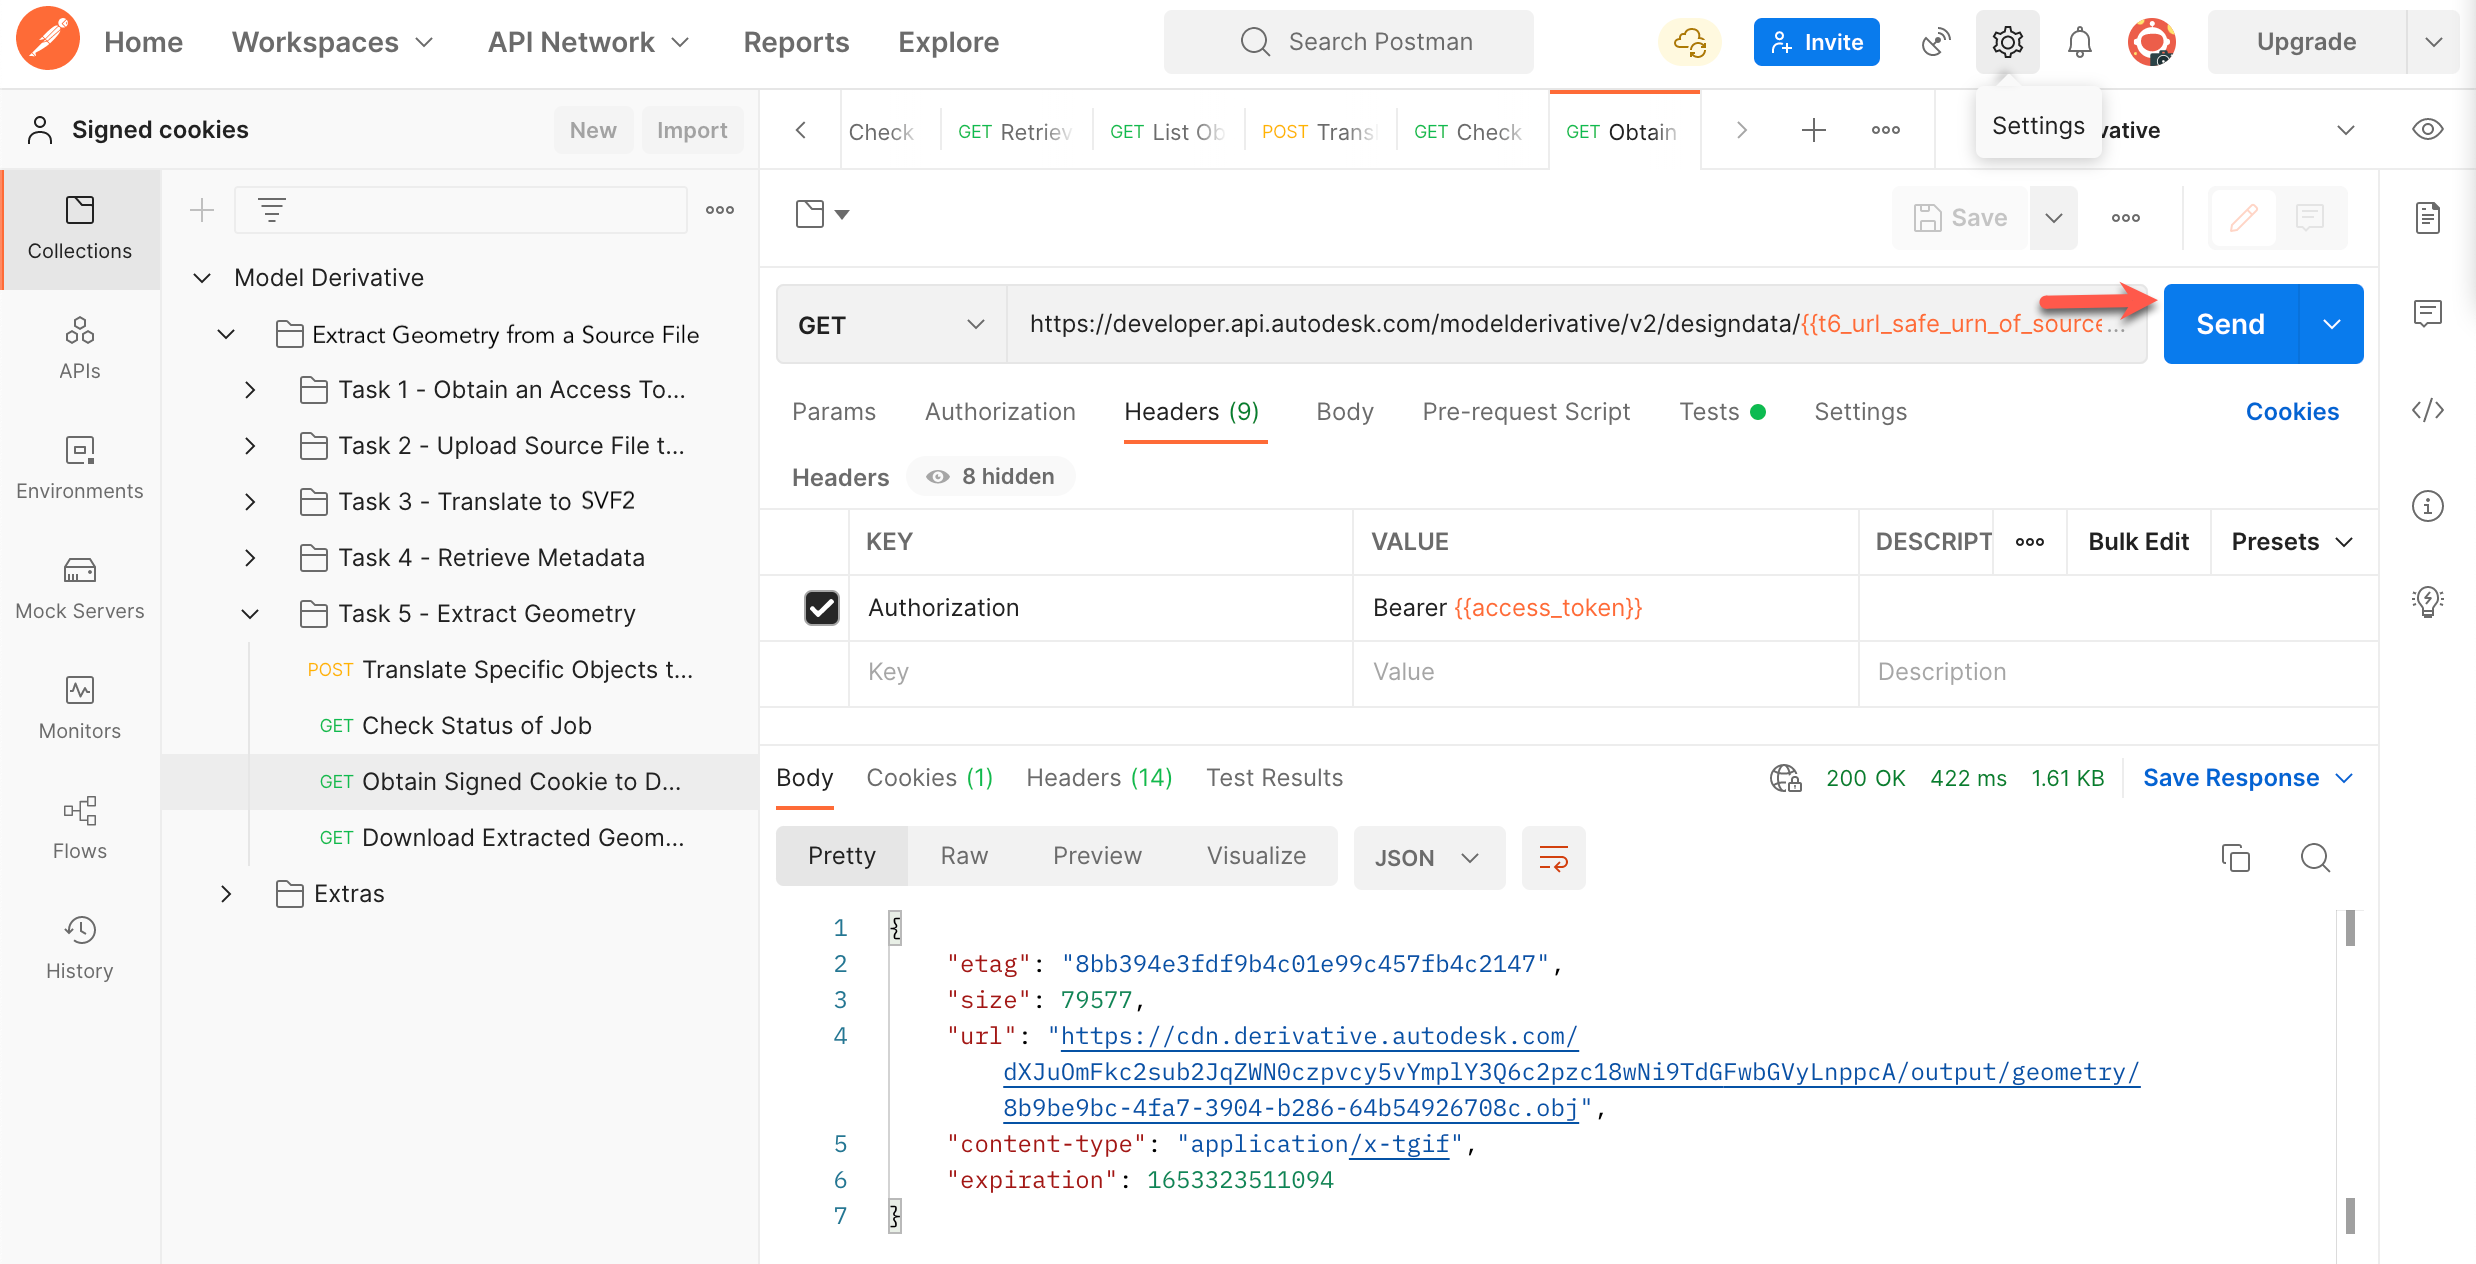 Home Workspaces API Network Reports Explore Search Postman Invite Upgrade
Settings
Signed cookies New Import
Check GET Retriev GET List Ob POST Trans GET Check GET Obtain vative
Collections
APIs
Environments
Mock Servers
Monitors
Flows
History
Model Derivative
Extract Geometry from a Source File
Task 1 - Obtain an Access To...
Task 2 - Upload Source File t...
Task 3 - Translate to SVF2
Task 4 - Retrieve Metadata
Task 5 - Extract Geometry
POST Translate Specific Objects t...
GET Check Status of Job
GET Obtain Signed Cookie to D...
GET Download Extracted Geom...
Extras
Save
GET https://developer.api.autodesk.com/modelderivative/v2/designdata/{{t6_url_safe_urn_of_source... Send
Params Authorization Headers (9) Body Pre-request Script Tests Settings Cookies
Headers 8 hidden
KEY VALUE DESCRIPT Bulk Edit Presets
Authorization Bearer {{access_token}}
Key Value Description
Body Cookies (1) Headers (14) Test Results 200 OK 422 ms 1.61 KB Save Response
Pretty Raw Preview Visualize JSON
1 {
2 "etag": "8bb394e3fdf9b4c01e99c457fb4c2147",
3 "size": 79577,
4 "url": "https://cdn.derivative.autodesk.com/
dXJuOmFkc2sub2JqZWN0czpvcy5vYmplY3Q6c2pzc18wNi9TdGFwbGVyLnppcA/output/geometry/
8b9be9bc-4fa7-3904-b286-64b54926708c.obj",
5 "content-type": "application/x-tgif",
6 "expiration": 1653323511094
7 }